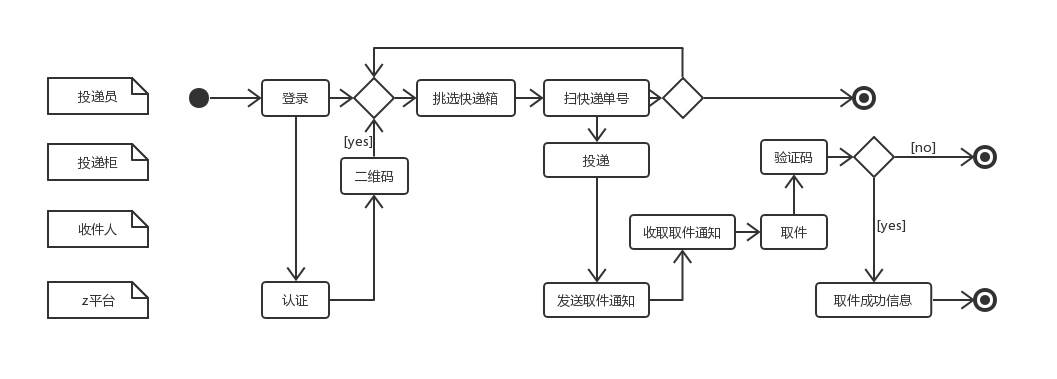 投递员
登录
挑选快递箱
扫快递单号
[yes]
投递柜
二维码
投递
验证码
[no]
收件人
收取取件通知
取件
[yes]
z平台
认证
发送取件通知
取件成功信息